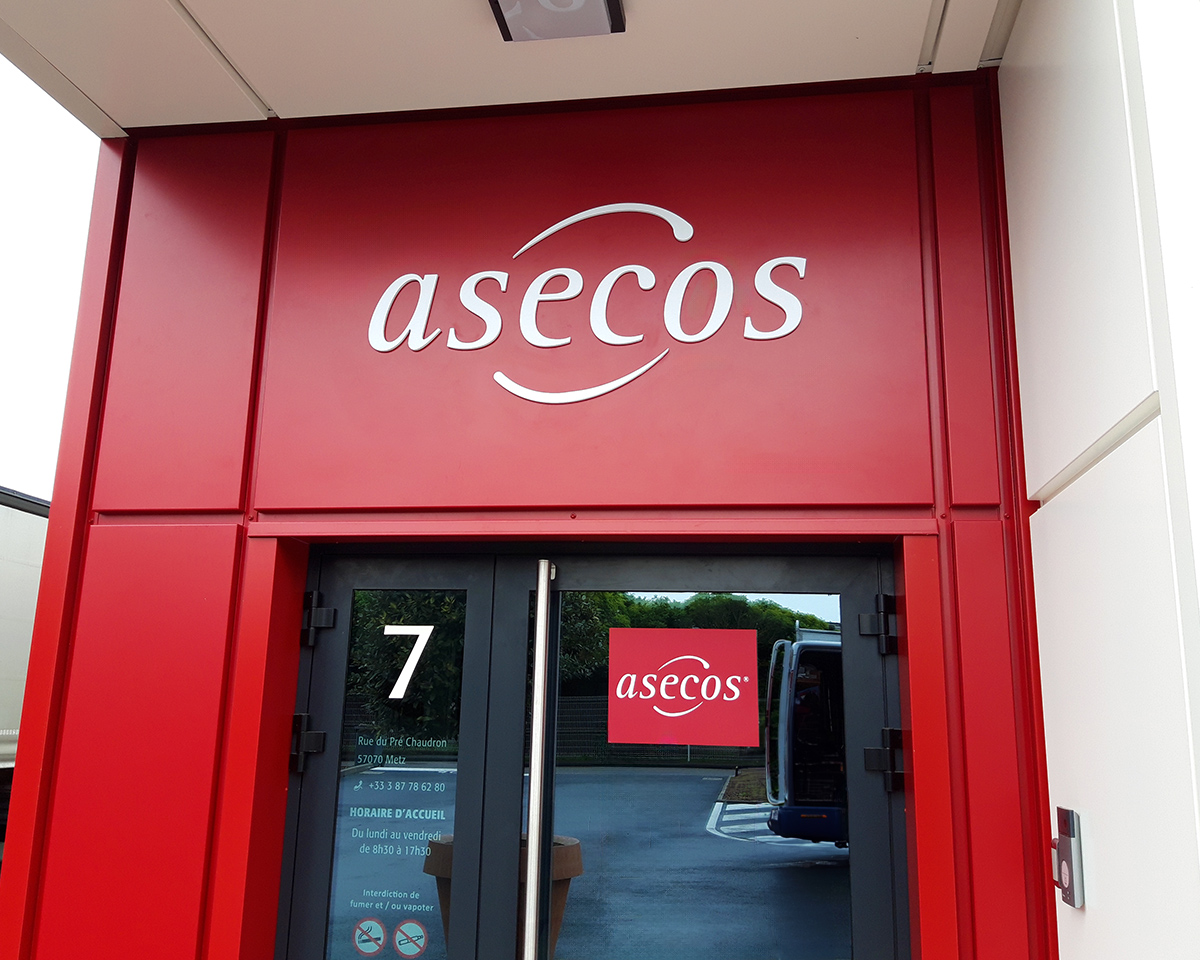 asecos
7
asecos®
Rue du Pré Chaudron
57070 Metz
+33 3 87 78 62 80
HORAIRE D'ACCUEIL
Du lundi au vendredi
de 8h30 à 17h30
Interdiction de
fumer et / ou vapoter